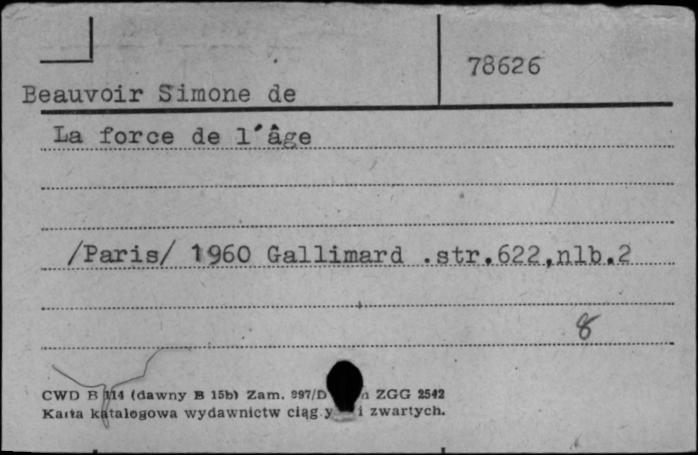 78626
Beauvoir Simone de
La force de l'âge
/Paris/ 1960 Gallimard .str.622,nlb.2
8
CWD B 114 (dawny B 15b) Zam. 997/D ZGG 2542
Karta katalogowa wydawnictw ciąg.y i zwartych.